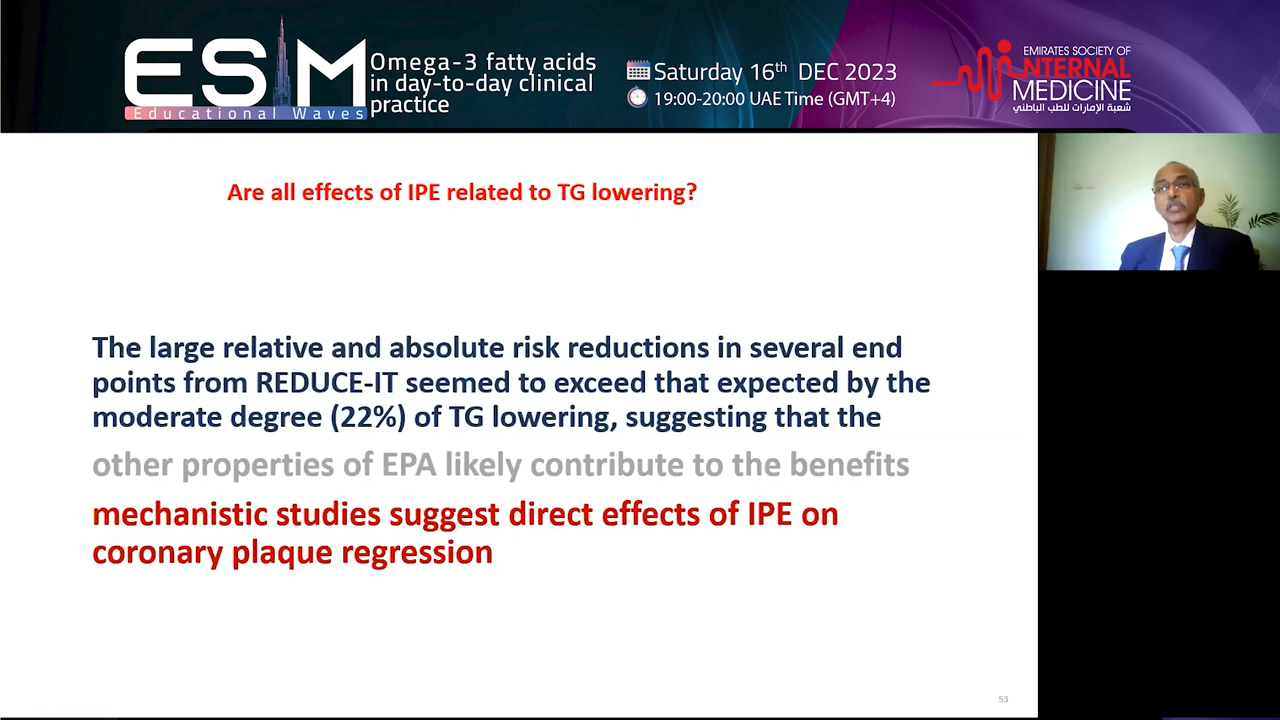 ESIM
Educational Waves
Omega-3 fatty acids
in day-to-day clinical
practice
Saturday 16th DEC 2023
19:00-20:00 UAE Time (GMT+4)
EMIRATES SOCIETY OF
INTERNAL
MEDICINE
شعبة الإمارات للطب الباطني
Are all effects of IPE related to TG lowering?
The large relative and absolute risk reductions in several end
points from REDUCE-IT seemed to exceed that expected by the
moderate degree (22%) of TG lowering, suggesting that the
other properties of EPA likely contribute to the benefits
mechanistic studies suggest direct effects of IPE on
coronary plaque regression
53